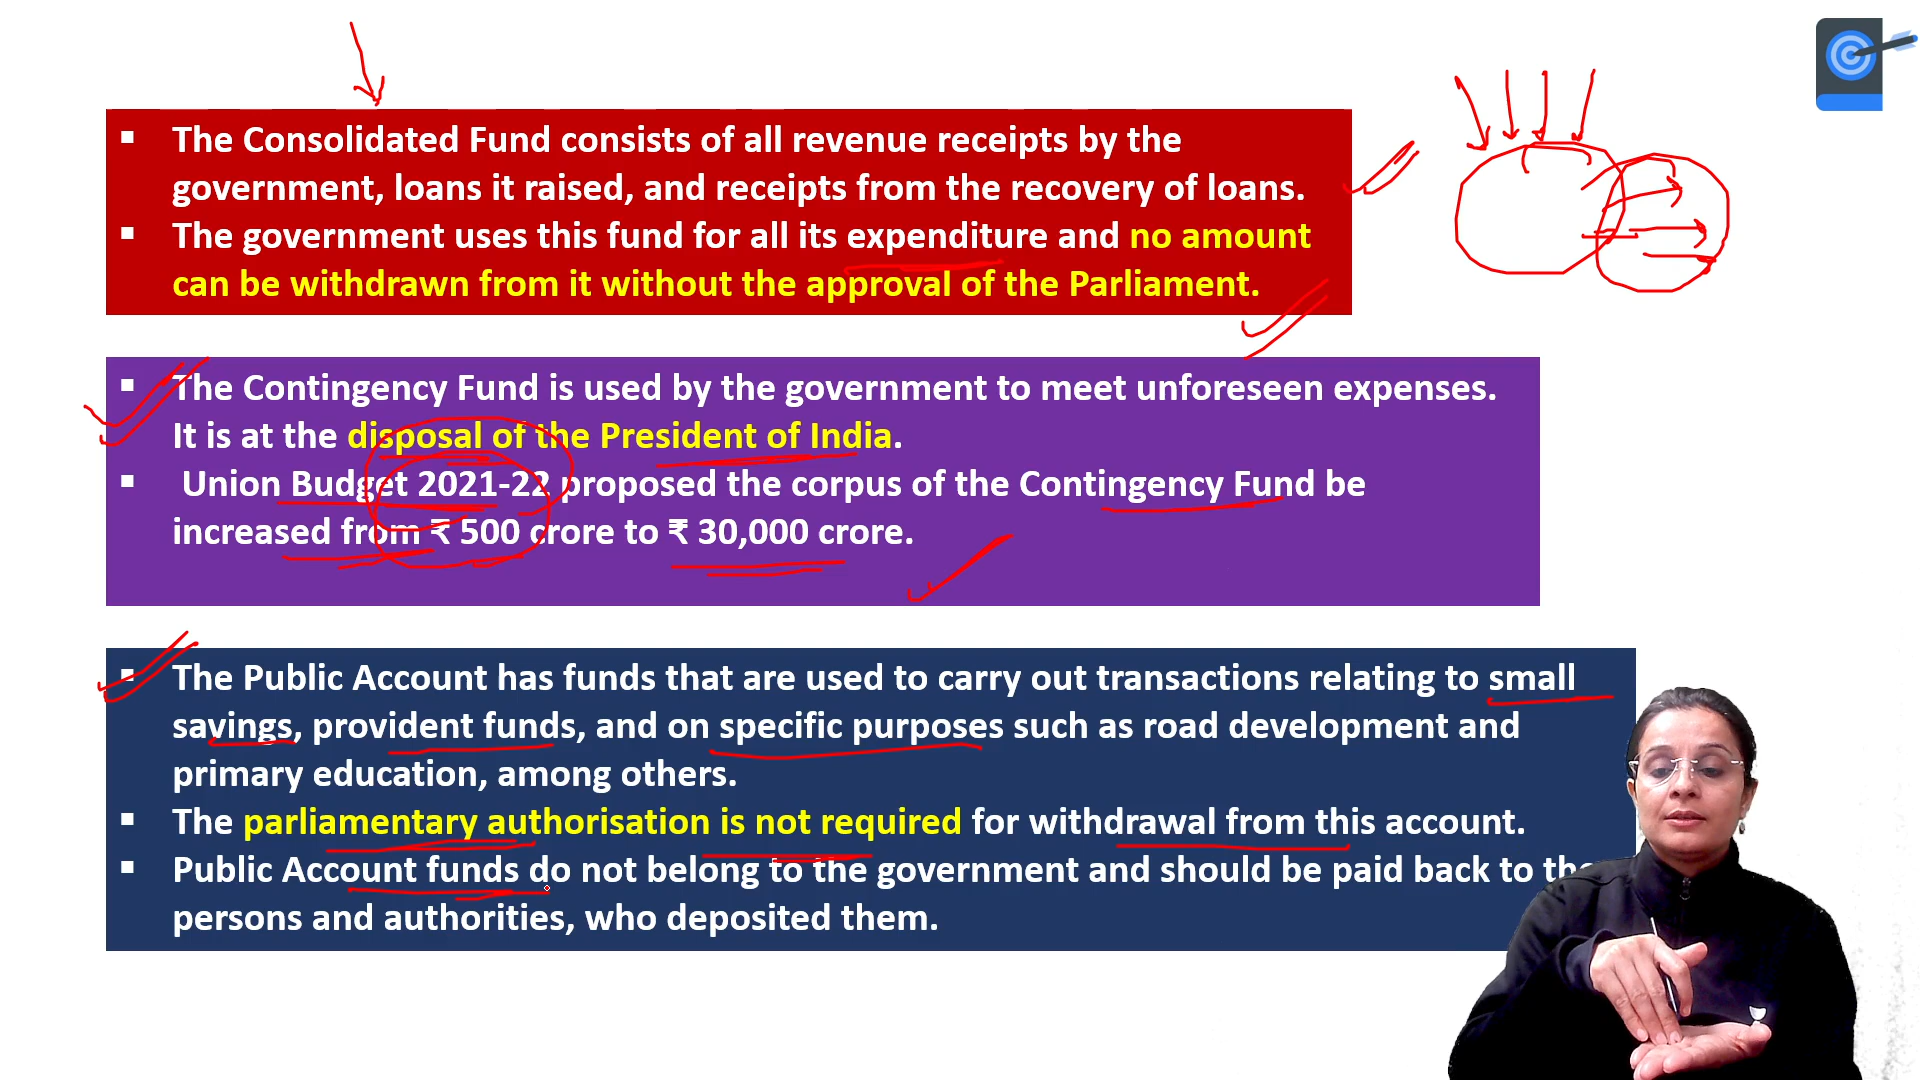 ▪ The Consolidated Fund consists of all revenue receipts by the
government, loans it raised, and receipts from the recovery of loans.
▪ The government uses this fund for all its expenditure and no amount
can be withdrawn from it without the approval of the Parliament.
▪ The Contingency Fund is used by the government to meet unforeseen expenses.
It is at the disposal of the President of India.
▪ Union Budget 2021-22 proposed the corpus of the Contingency Fund be
increased from ₹ 500 crore to ₹ 30,000 crore.
▪ The Public Account has funds that are used to carry out transactions relating to small
savings, provident funds, and on specific purposes such as road development and
primary education, among others.
▪ The parliamentary authorisation is not required for withdrawal from this account.
▪ Public Account funds do not belong to the government and should be paid back to the
persons and authorities, who deposited them.